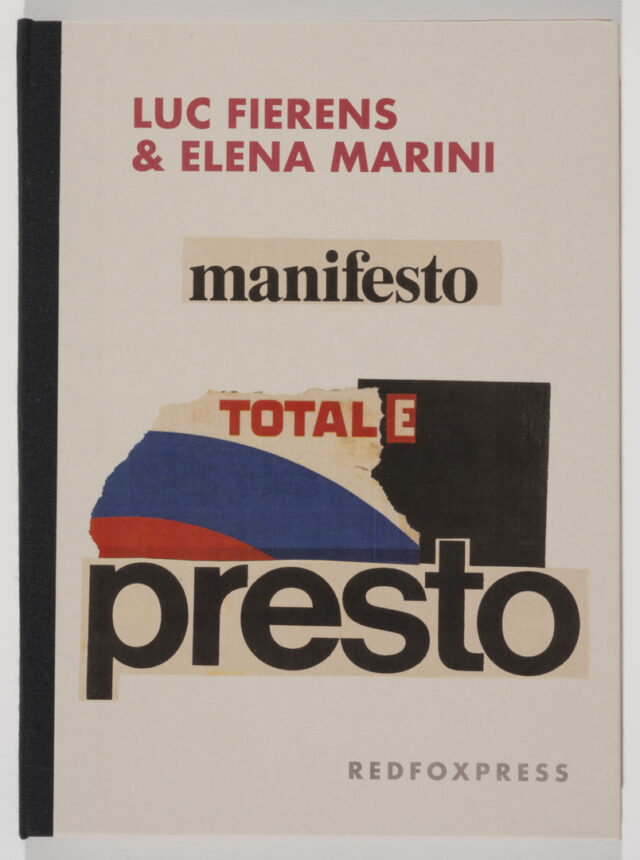 LUC FIERENS
& ELENA MARINI
manifesto
TOTALE
presto
REDFOXPRESS